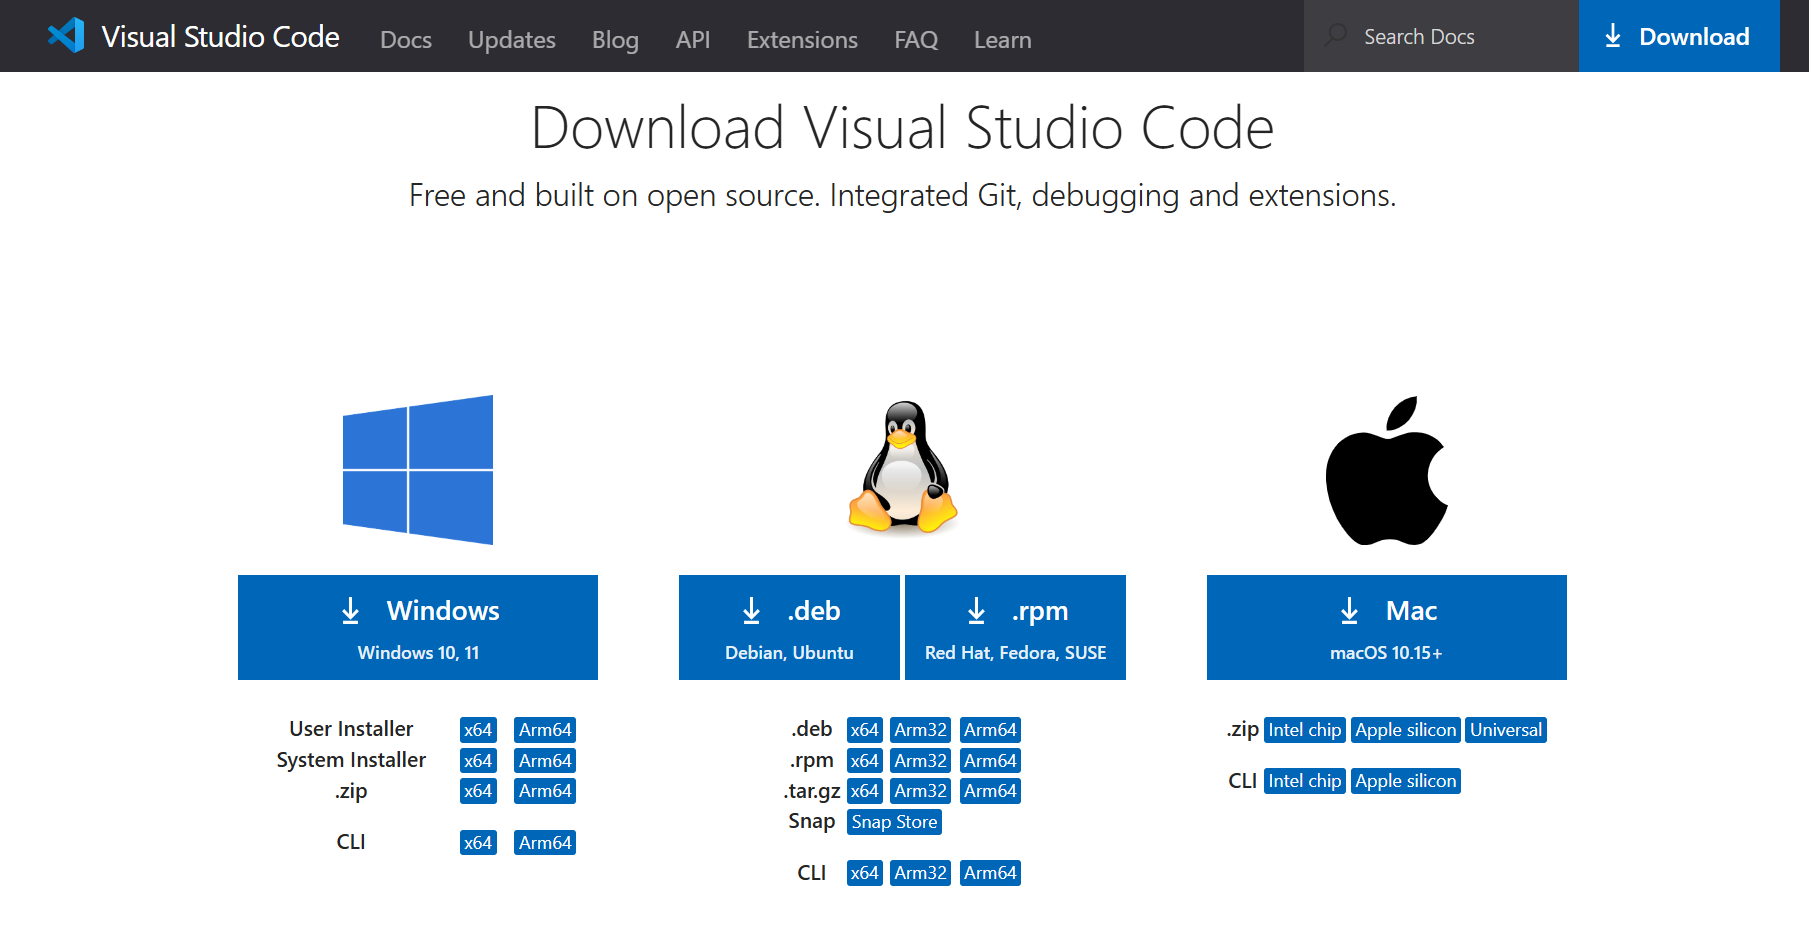 Visual Studio Code Docs Updates Blog API Extensions FAQ Learn Search Docs Download
Download Visual Studio Code
Free and built on open source. Integrated Git, debugging and extensions.
Windows
Windows 10, 11
User Installer x64 Arm64
System Installer x64 Arm64
.zip x64 Arm64
CLI x64 Arm64
.deb
Debian, Ubuntu
.rpm
Red Hat, Fedora, SUSE
.deb x64 Arm32 Arm64
.rpm x64 Arm32 Arm64
.tar.gz x64 Arm32 Arm64
Snap Snap Store
CLI x64 Arm32 Arm64
Mac
macOS 10.15+
.zip Intel chip Apple silicon Universal
CLI Intel chip Apple silicon